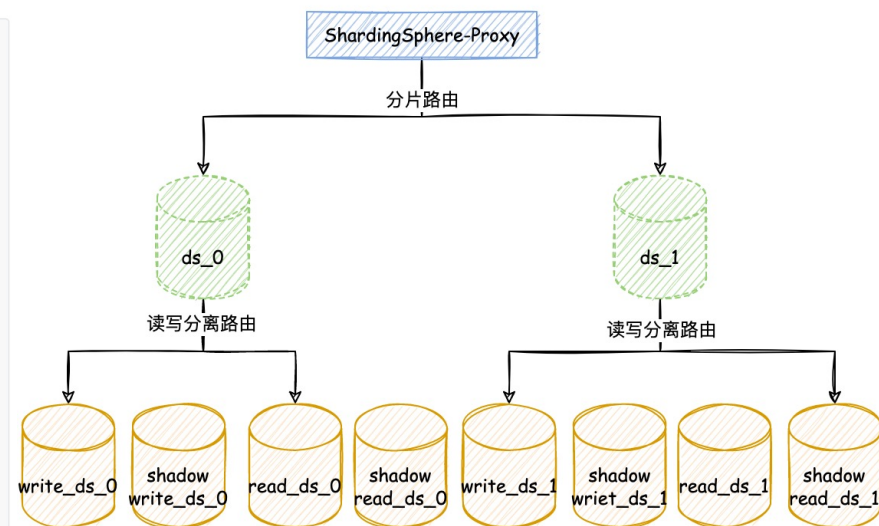 ShardingSphere-Proxy
分片路由
ds_0
ds_1
读写分离路由
读写分离路由
write_ds_0
shadow
write_ds_0
read_ds_0
shadow
read_ds_0
write_ds_1
shadow
wriet_ds_1
read_ds_1
shadow
read_ds_1